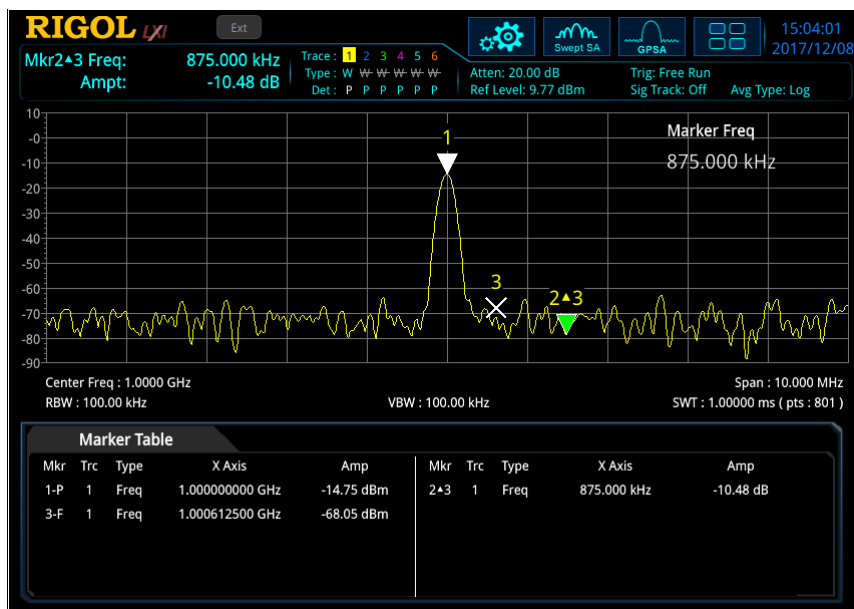 RIGOL LXI Ext 15:04:01
Swept SA GPSA 2017/12/08
Mkr2▲3 Freq: 875.000 kHz
Ampt: -10.48 dB
Trace: 1 2 3 4 5 6
Type: W W W W W W
Det: P P P P P P
Atten: 20.00 dB Trig: Free Run
Ref Level: 9.77 dBm Sig Track: Off Avg Type: Log
Marker Freq
875.000 kHz
10
-0
-10
-20
-30
-40
-50
-60
-70
-80
-90
1
3
2▲3
Center Freq : 1.0000 GHz Span : 10.000 MHz
RBW : 100.00 kHz VBW : 100.00 kHz SWT : 1.00000 ms ( pts : 801 )
Marker Table
Mkr Trc Type X Axis Amp Mkr Trc Type X Axis Amp
1-P 1 Freq 1.000000000 GHz -14.75 dBm 2▲3 1 Freq 875.000 kHz -10.48 dB
3-F 1 Freq 1.000612500 GHz -68.05 dBm